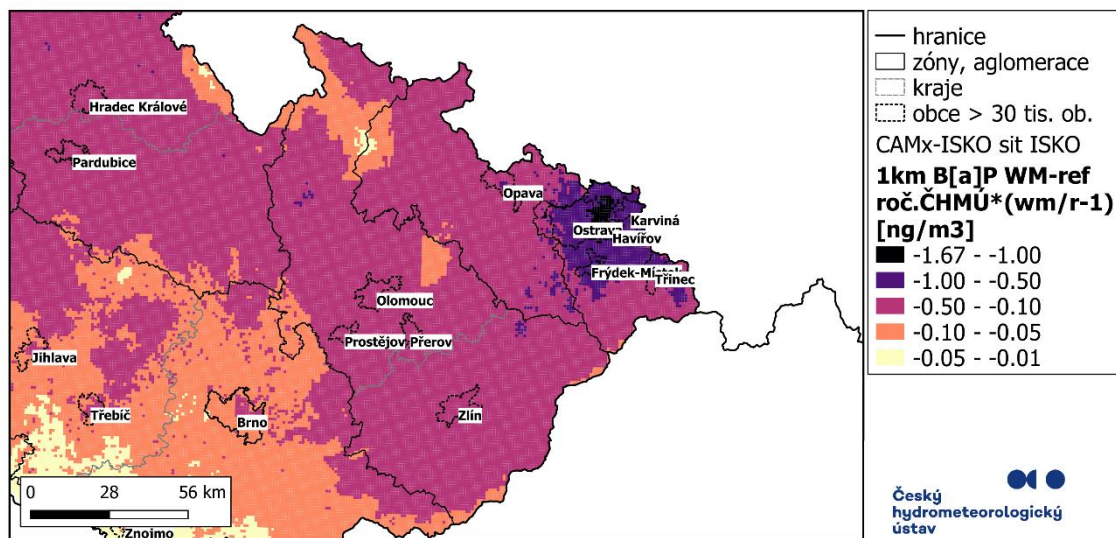 Hradec Králové
Pardubice
Opava
Karviná
Ostrava
Havířov
Frýdek-Místek
Třinec
Olomouc
Prostějov
Přerov
Jihlava
Třebíč
Brno
Zlín
0 28 56 km
Znojmo
hranice
zóny, aglomerace
kraje
obce > 30 tis. ob.
CAMx-ISKO sit ISKO
1km B[a]P WM-ref
roč.ČHMÚ*(wm/r-1)
[ng/m3]
-1.67 - -1.00
-1.00 - -0.50
-0.50 - -0.10
-0.10 - -0.05
-0.05 - -0.01
Český
hydrometeorologický
ústav